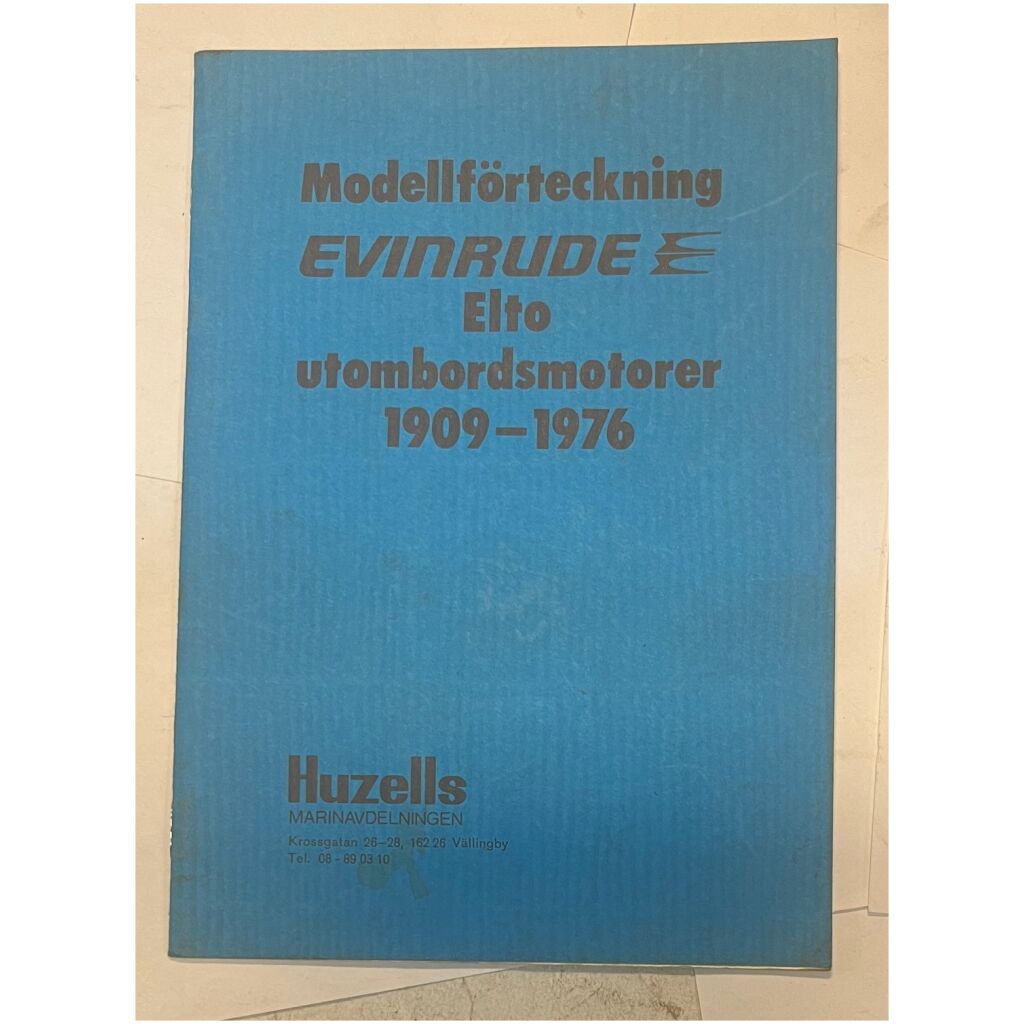 Modellförteckning
EVINRUDE
Elto
utombordsmotorer
1909–1976
Huzells
MARINAVDELNINGEN
Krossgatan 26–28, 162 26 Vällingby
Tel. 08 - 89 03 10